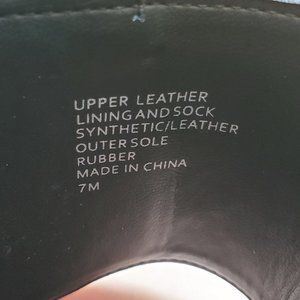 UPPER LEATHER
LINING AND SOCK
SYNTHETIC/LEATHER
OUTER SOLE
RUBBER
MADE IN CHINA
7M